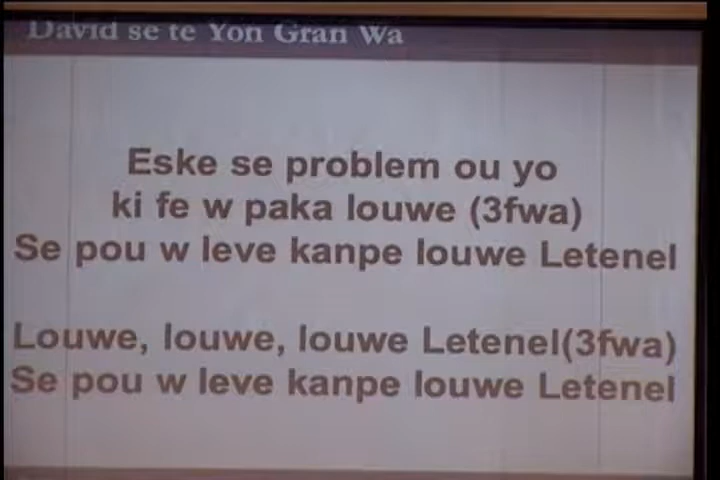 David se te Yon Gran Wa
Eske se problem ou yo
ki fe w paka louwe (3fwa)
Se pou w leve kanpe louwe Letenel
Louwe, louwe, louwe Letenel(3fwa)
Se pou w leve kanpe louwe Letenel